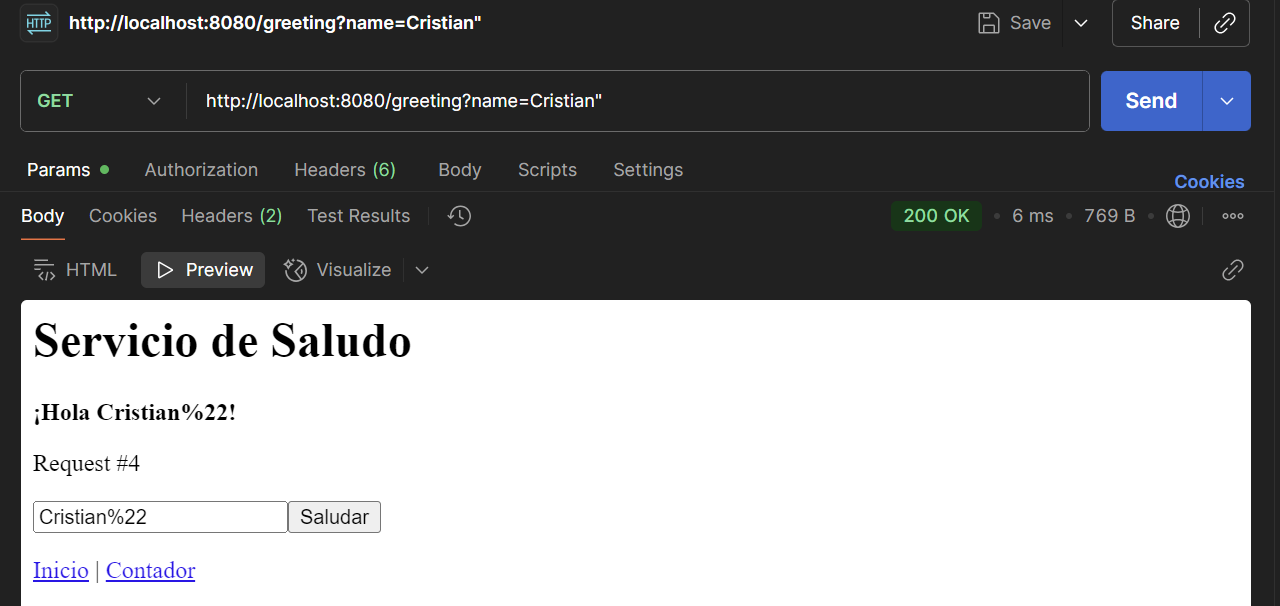 HTTP http://localhost:8080/greeting?name=Cristian" Save Share
GET http://localhost:8080/greeting?name=Cristian" Send
Params Authorization Headers (6) Body Scripts Settings
Cookies
Body Cookies Headers (2) Test Results 200 OK • 6 ms • 769 B •
HTML Preview Visualize
Servicio de Saludo
¡Hola Cristian%22!
Request #4
Cristian%22 Saludar
Inicio | Contador